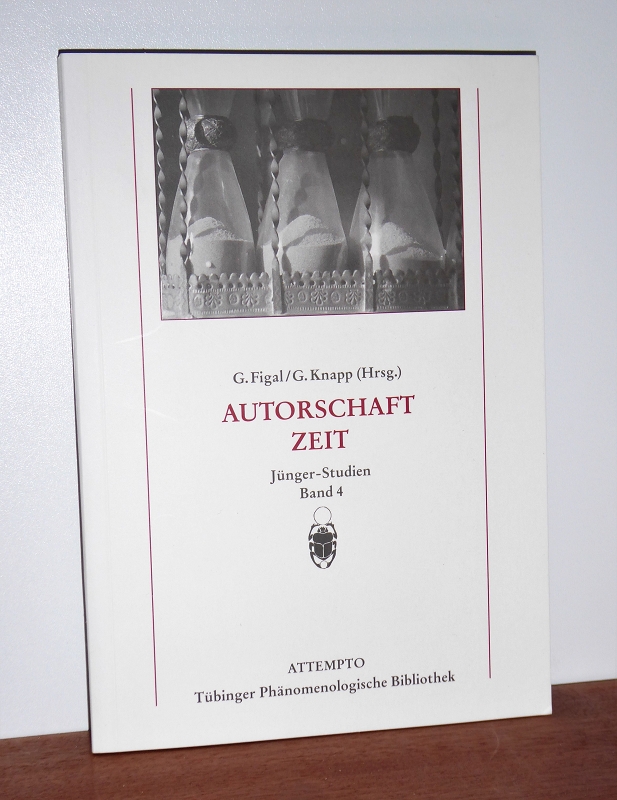 G. Figal/G. Knapp (Hrsg.)
AUTORSCHAFT
ZEIT
Jünger-Studien
Band 4
ATTEMPTO
Tübinger Phänomenologische Bibliothek